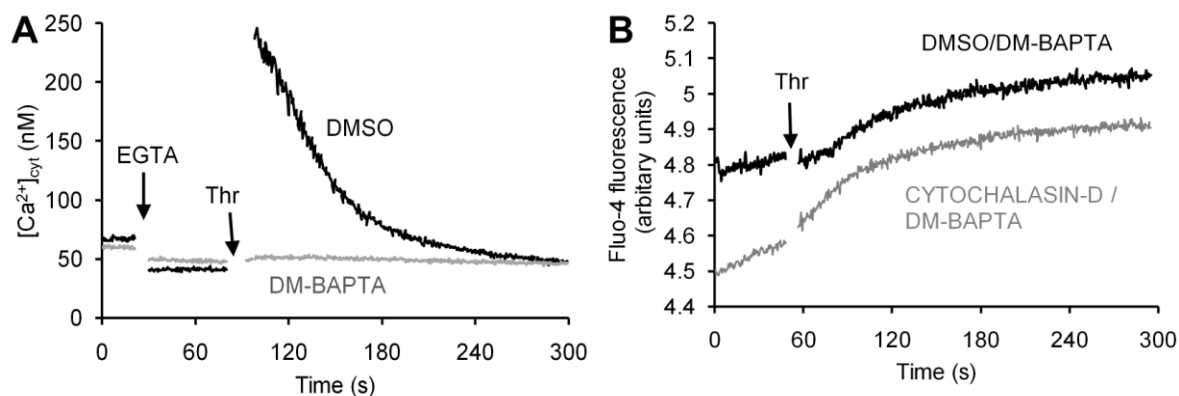 A
[Ca²⁺]cyt (nM)
250
200
150
100
50
0
EGTA
Thr
DMSO
DM-BAPTA
0 60 120 180 240 300
Time (s)
B
Fluo-4 fluorescence
(arbitary units)
5.2
5.1
5
4.9
4.8
4.7
4.6
4.5
4.4
DMSO/DM-BAPTA
Thr
CYTOCHALASIN-D /
DM-BAPTA
0 60 120 180 240 300
Time (s)